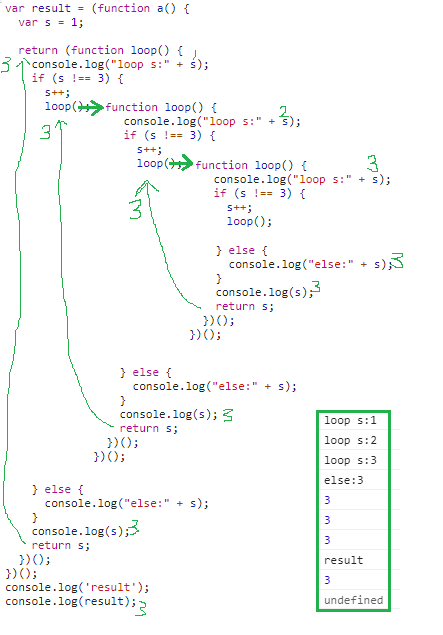 var result = (function a() {
var s = 1;
return (function loop() {
console.log("loop s:" + s); 1
3
if (s !== 3) {
s++;
loop(); function loop() {
3
console.log("loop s:" + s); 2
if (s !== 3) {
s++;
loop(); function loop() {
3
console.log("loop s:" + s); 3
if (s !== 3) {
s++;
loop();
} else {
console.log("else:" + s); 3
}
console.log(s); 3
return s;
})();
})();
} else {
console.log("else:" + s);
}
console.log(s); 3
return s;
})();
})();
} else {
console.log("else:" + s);
}
console.log(s); 3
return s;
})();
})();
console.log('result');
console.log(result); 3
loop s:1
loop s:2
loop s:3
else:3
3
3
3
result
3
undefined